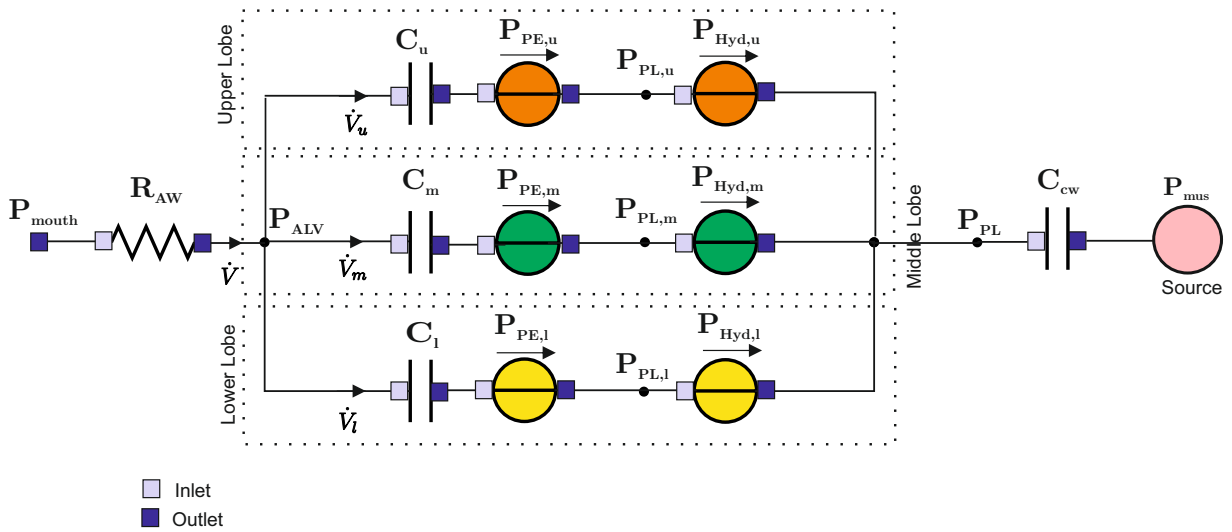 Upper Lobe
C_u
P_PE,u
P_PL,u
P_Hyd,u
V̇_u
P_mouth
R_AW
V̇
P_ALV
C_m
P_PE,m
P_PL,m
P_Hyd,m
V̇_m
Middle Lobe
P_PL
C_cw
P_mus
Source
Lower Lobe
C_l
P_PE,l
P_PL,l
P_Hyd,l
V̇_l
Inlet
Outlet